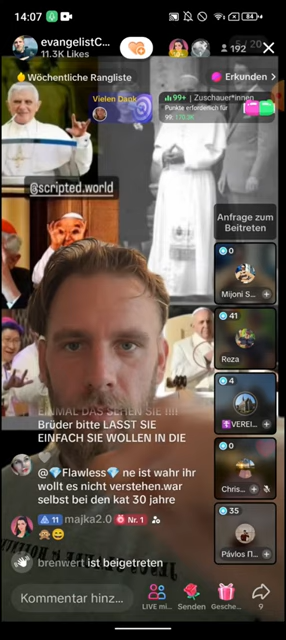 14:07
84
evangelistC...
11.3K Likes
192
Wöchentliche Rangliste
Erkunden >
Vielen Dank
99+ | Zuschauer*innen
Punkte erforderlich für
99: 170.3K
@scripted.world
Anfrage zum
Beitreten
0
Mijoni S...
41
Reza
4
VEREI...
0
Chris...
35
Pávlos Π...
EINMAL DAS SEHEN SIE !!!!
Brüder bitte LASST SIE
EINFACH SIE WOLLEN IN DIE
@💎Flawless💎 ne ist wahr ihr
wollt es nicht verstehen.war
selbst bei den kat 30 jahre
11 majka2.0 Nr. 1
🙊😄
brenwert ist beigetreten
Kommentar hinz...
LIVE mi...
Senden
Gesche...
9